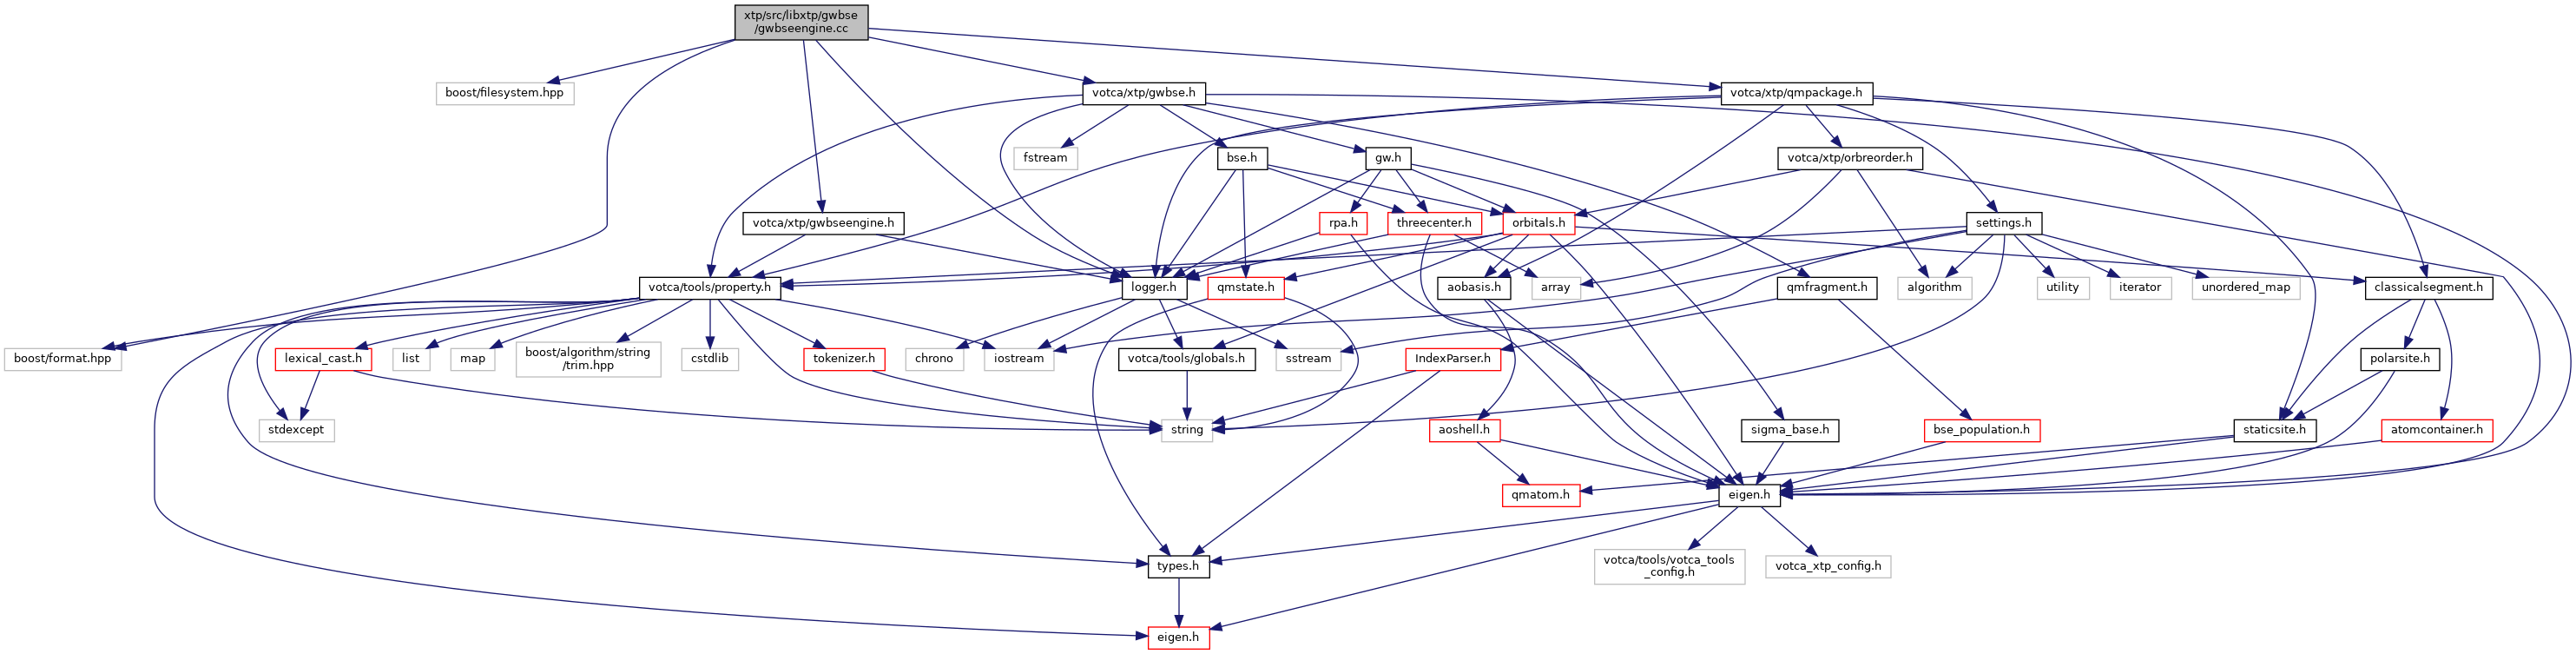 xtp/src/libxtp/gwbse
/gwbseengine.cc
boost/filesystem.hpp
votca/xtp/gwbse.h
votca/xtp/qmpackage.h
fstream
bse.h
gw.h
votca/xtp/orbreorder.h
votca/xtp/gwbseengine.h
rpa.h
threecenter.h
orbitals.h
settings.h
votca/tools/property.h
logger.h
qmstate.h
aobasis.h
array
qmfragment.h
algorithm
utility
iterator
unordered_map
classicalsegment.h
boost/format.hpp
lexical_cast.h
list
map
boost/algorithm/string
/trim.hpp
cstdlib
tokenizer.h
chrono
iostream
votca/tools/globals.h
sstream
IndexParser.h
polarsite.h
stdexcept
string
aoshell.h
sigma_base.h
bse_population.h
staticsite.h
atomcontainer.h
qmatom.h
eigen.h
types.h
votca/tools/votca_tools
_config.h
votca_xtp_config.h
eigen.h